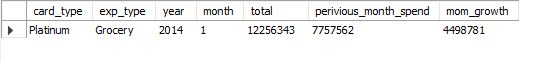 card_type exp_type year month total perivious_month_spend mom_growth
Platinum Grocery 2014 1 12256343 7757562 4498781